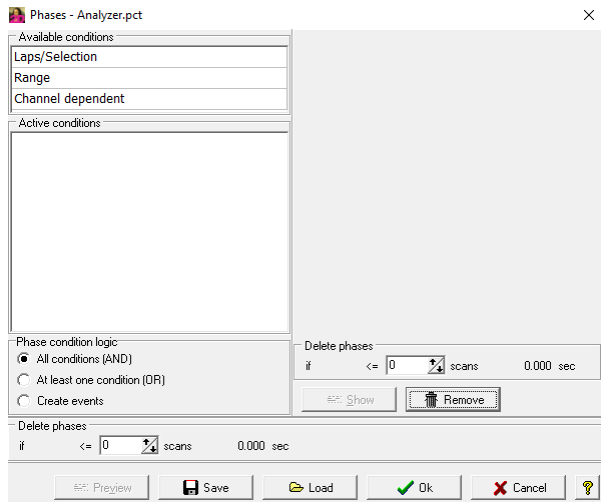 Phases - Analyzer.pct
Available conditions
Laps/Selection
Range
Channel dependent
Active conditions
Phase condition logic
All conditions (AND)
At least one condition (OR)
Create events
Delete phases
if <= 0 scans 0.000 sec
Show Remove
Delete phases
if <= 0 scans 0.000 sec
Preview Save Load Ok Cancel ?